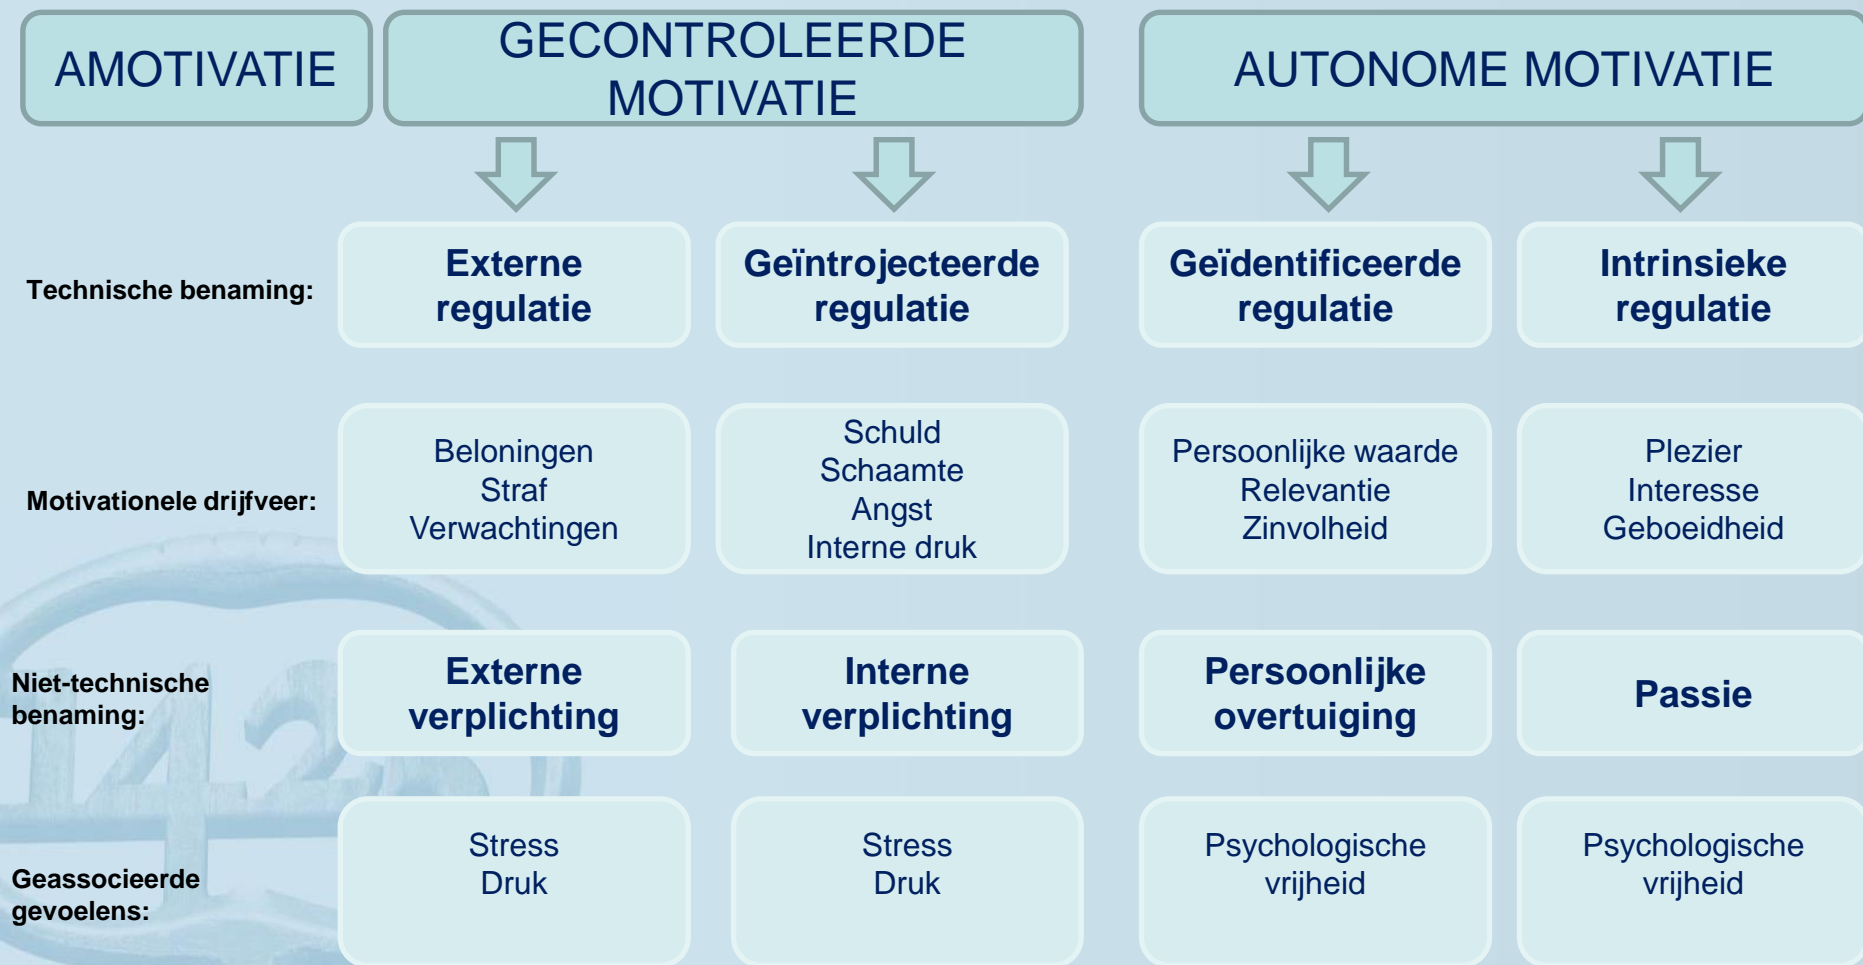 AMOTIVATIE
GECONTROLEERDE
MOTIVATIE
AUTONOME MOTIVATIE
Technische benaming:
Externe
regulatie
Geïntrojecteerde
regulatie
Geïdentificeerde
regulatie
Intrinsieke
regulatie
Motivationele drijfveer:
Beloningen
Straf
Verwachtingen
Schuld
Schaamte
Angst
Interne druk
Persoonlijke waarde
Relevantie
Zinvolheid
Plezier
Interesse
Geboeidheid
Niet-technische
benaming:
Externe
verplichting
Interne
verplichting
Persoonlijke
overtuiging
Passie
Geassocieerde
gevoelens:
Stress
Druk
Stress
Druk
Psychologische
vrijheid
Psychologische
vrijheid